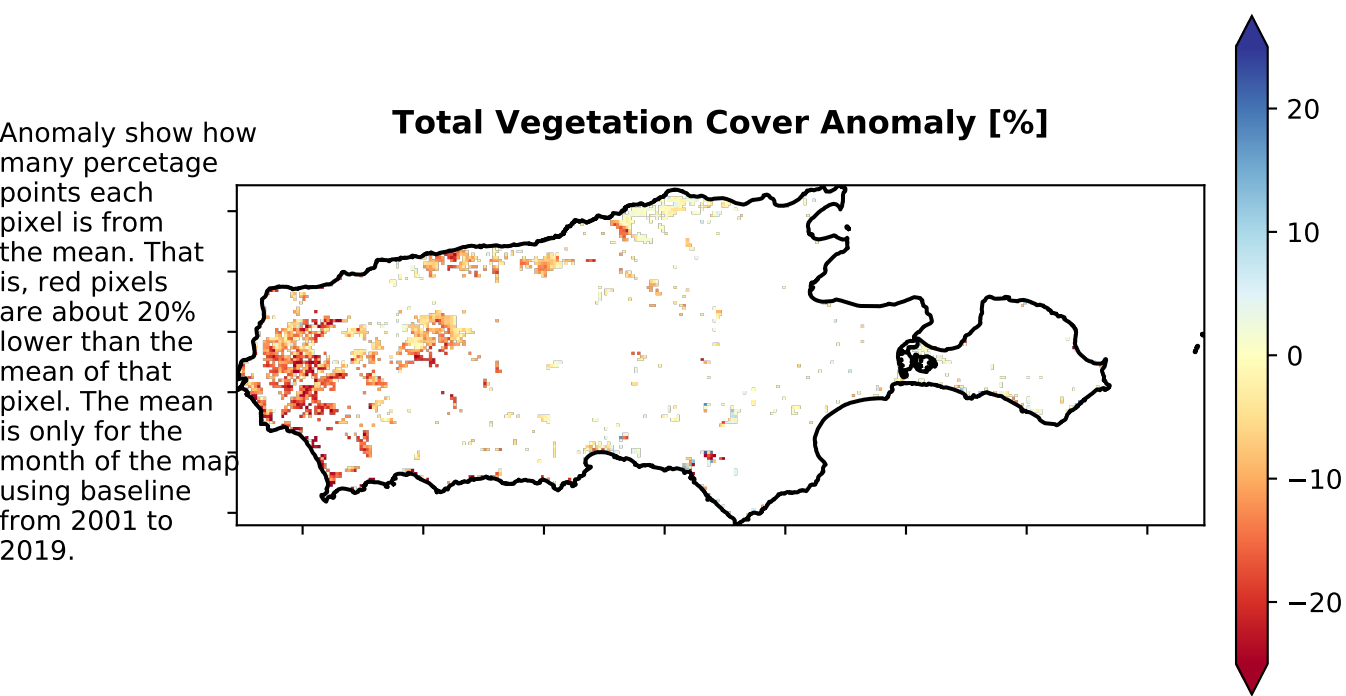 Total Vegetation Cover Anomaly [%]
Anomaly show how
many percetage
points each
pixel is from
the mean. That
is, red pixels
are about 20%
lower than the
mean of that
pixel. The mean
is only for the
month of the map
using baseline
from 2001 to
2019.
20
10
0
−10
−20